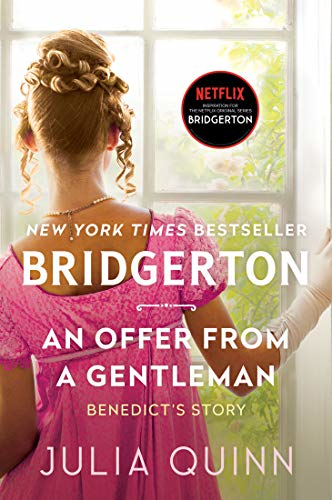 NETFLIX
INSPIRATION FOR
THE NETFLIX ORIGINAL SERIES
BRIDGERTON
NEW YORK TIMES BESTSELLER
BRIDGERTON
AN OFFER FROM
A GENTLEMAN
BENEDICT'S STORY
JULIA QUINN